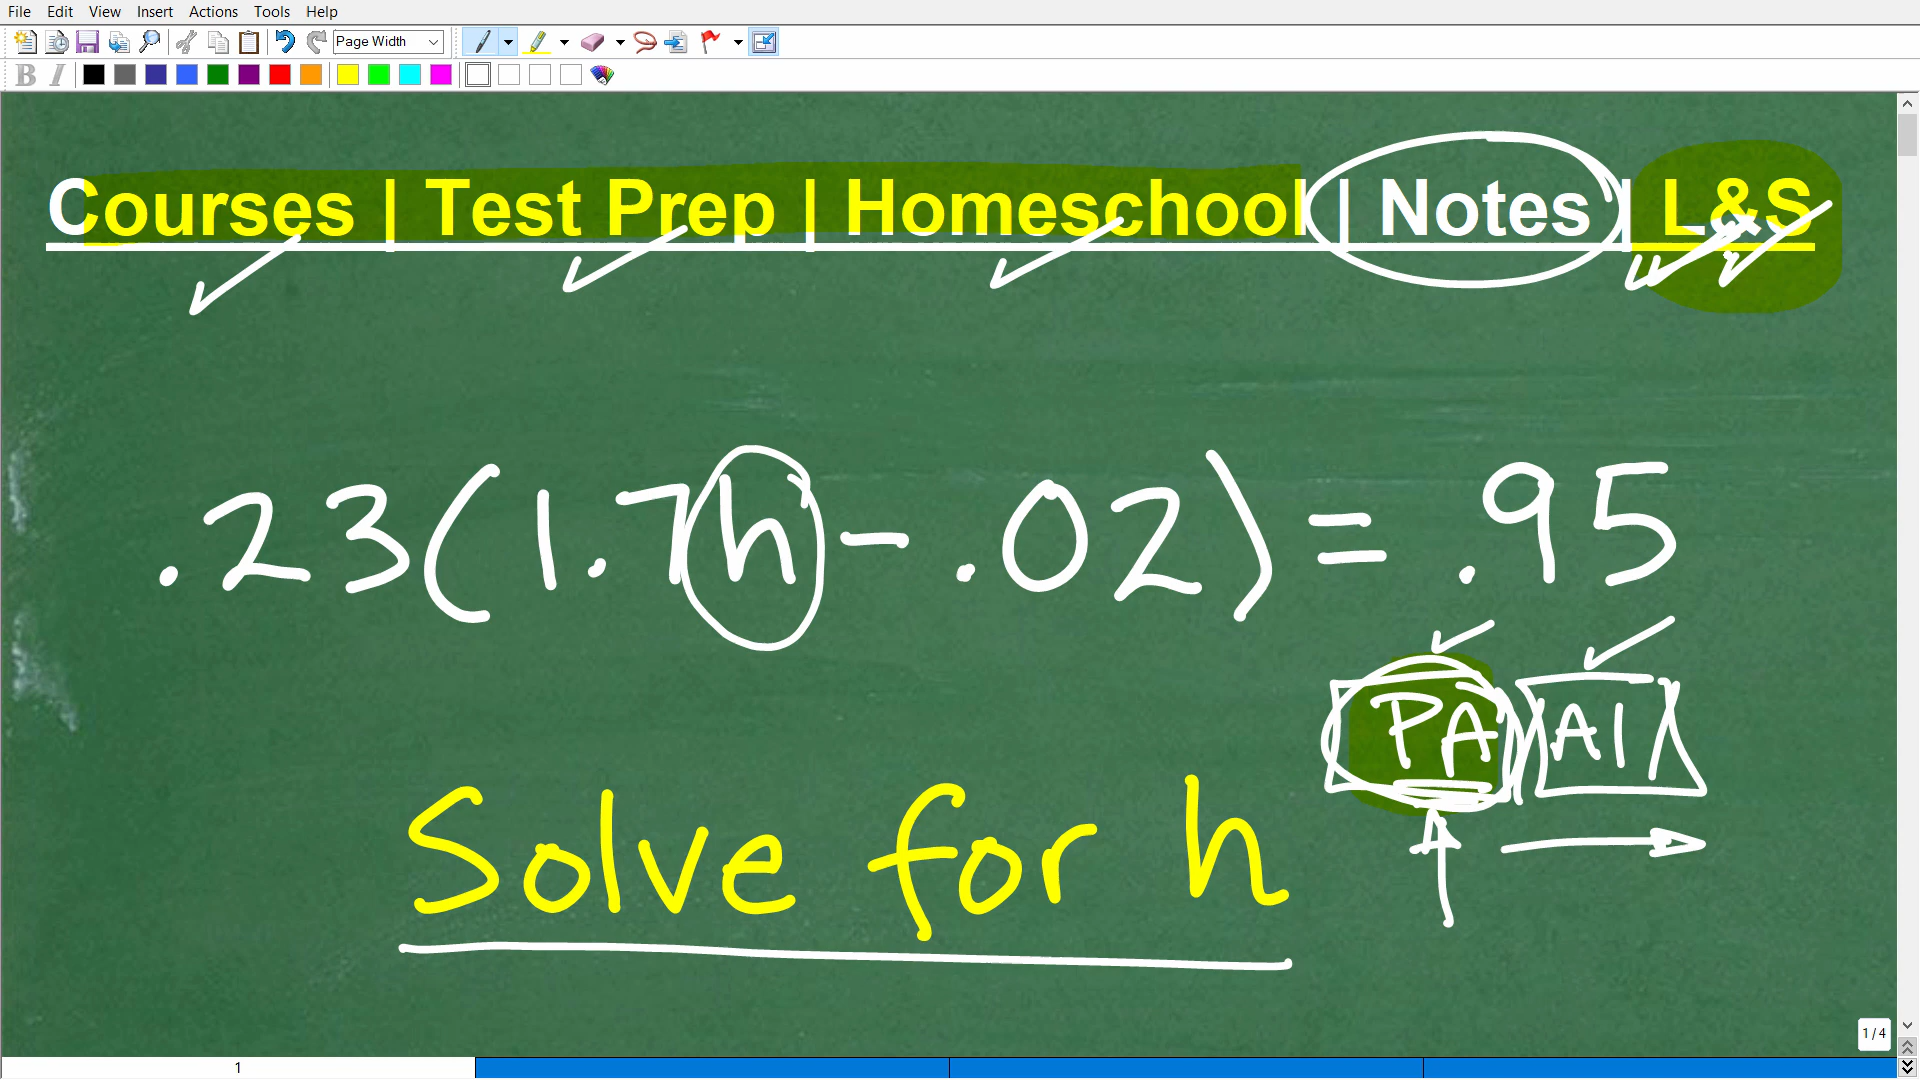 File Edit View Insert Actions Tools Help
Page Width
B I
Courses | Test Prep | Homeschool | Notes | L&S
.23(1.7h - .02) = .95
PA A1
Solve for h
1 / 4
1